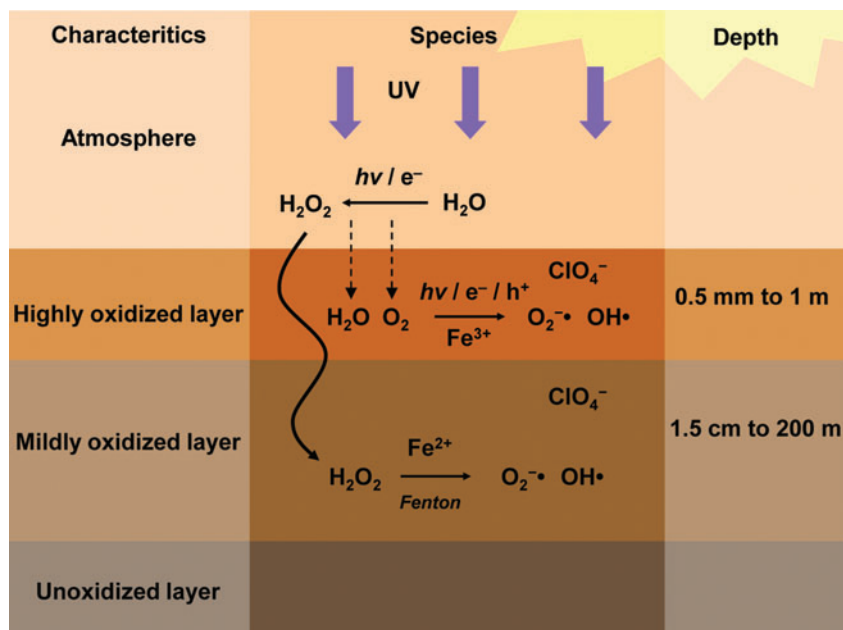 Characteritics Species Depth
UV
Atmosphere
hv / e⁻
H₂O₂ H₂O
ClO₄⁻
0.5 mm to 1 m
hv / e⁻ / h⁺
Highly oxidized layer H₂O O₂ O₂⁻• OH•
Fe³⁺
ClO₄⁻
1.5 cm to 200 m
Mildly oxidized layer
Fe²⁺
H₂O₂ O₂⁻• OH•
Fenton
Unoxidized layer